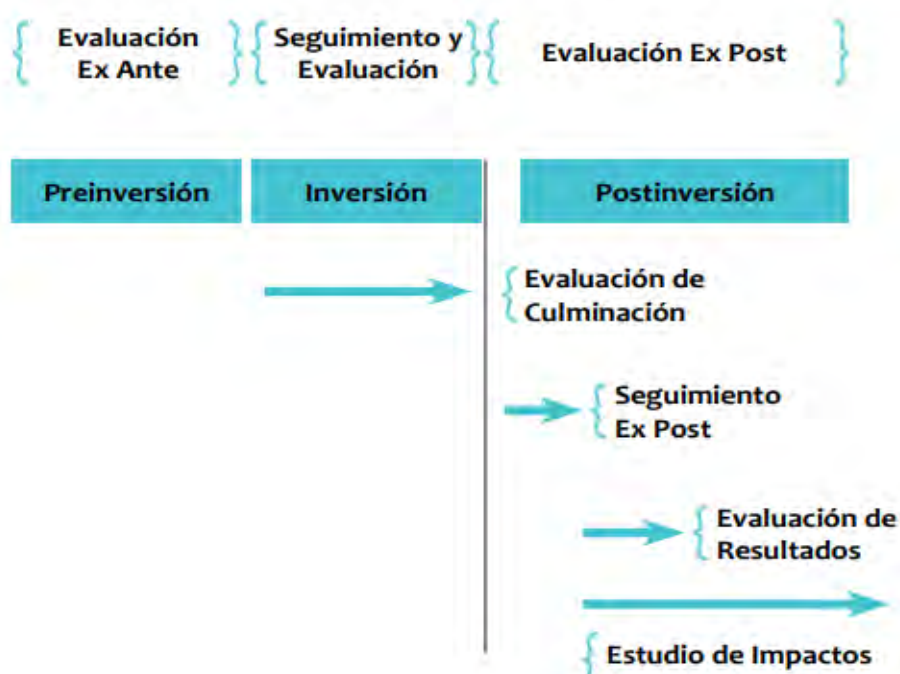 Evaluación
Ex Ante
Seguimiento y
Evaluación
Evaluación Ex Post
Preinversión
Inversión
Postinversión
Evaluación de
Culminación
Seguimiento
Ex Post
Evaluación de
Resultados
Estudio de Impactos